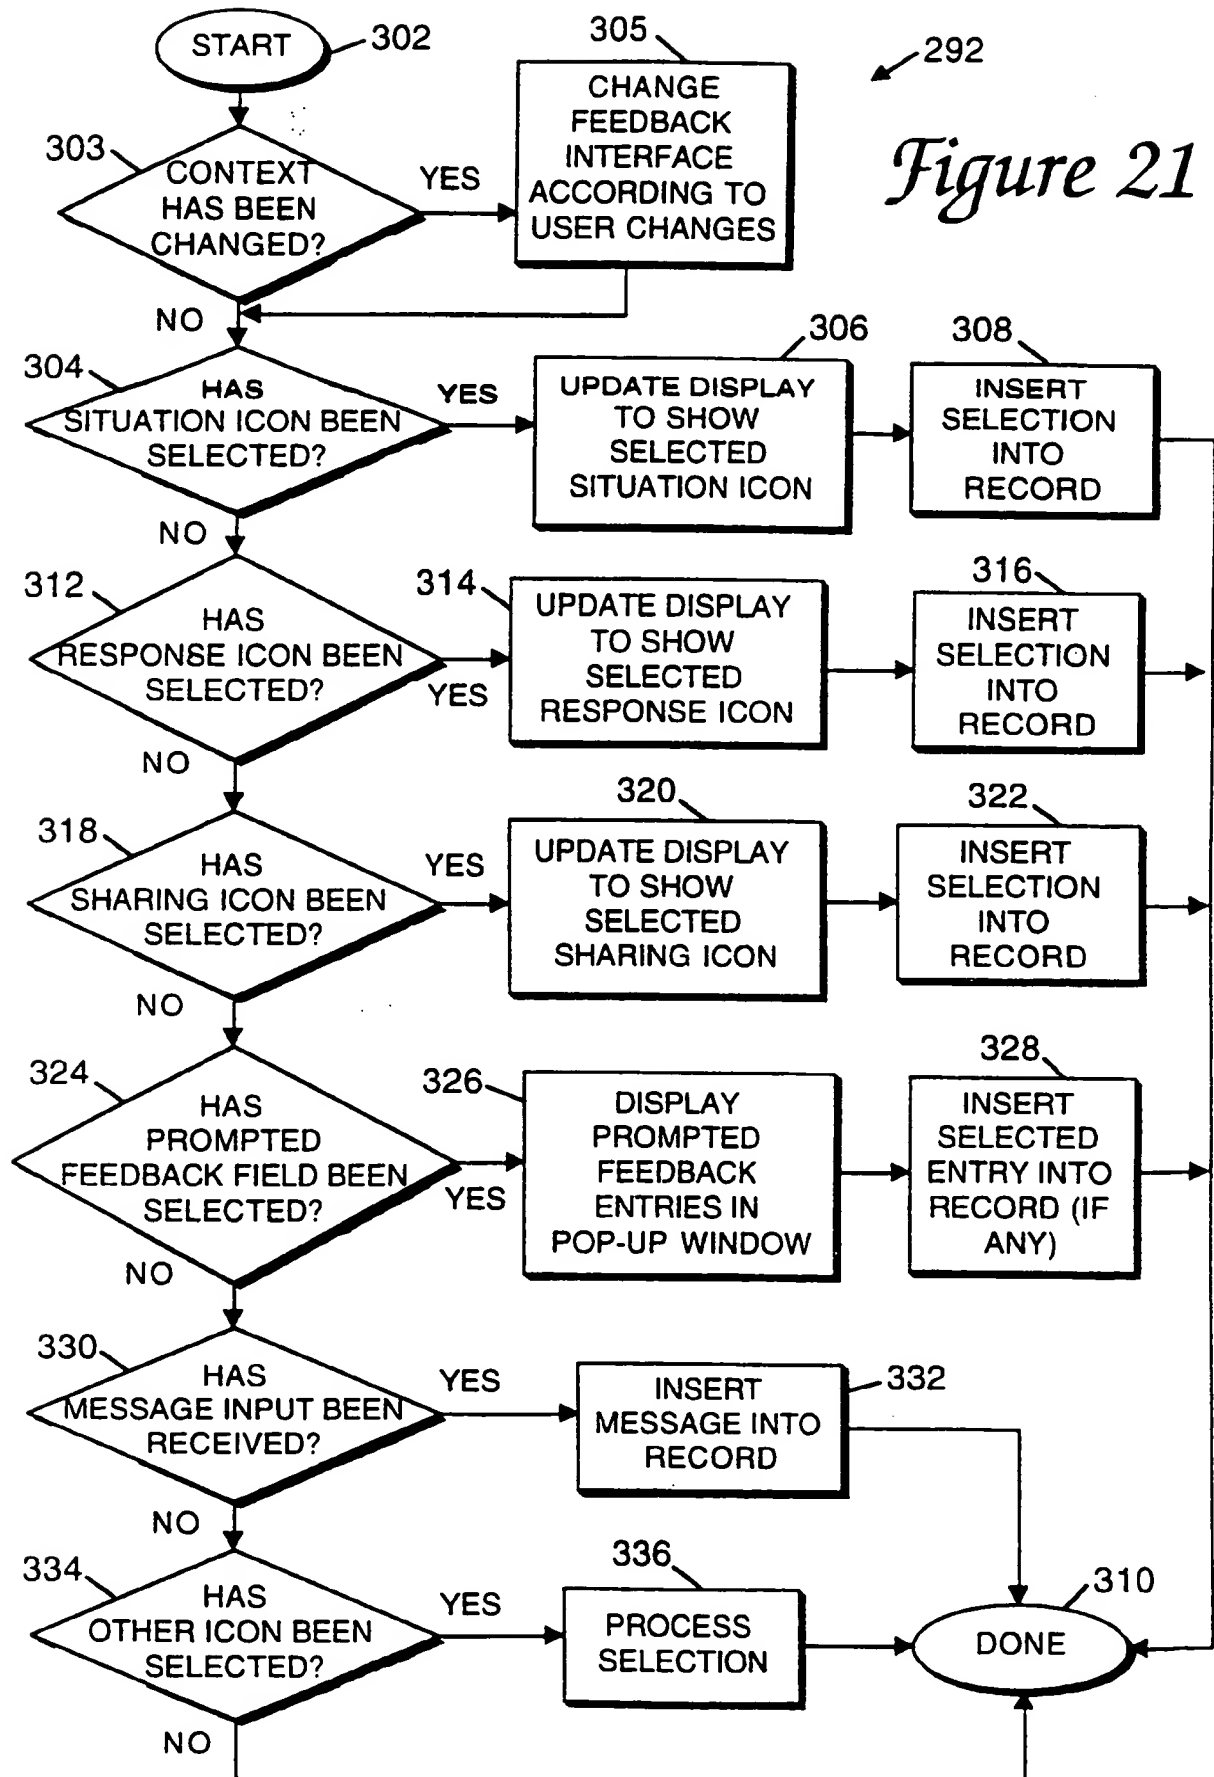 START
302
305
292
Figure 21
303
CONTEXT
HAS BEEN
CHANGED?
YES
CHANGE
FEEDBACK
INTERFACE
ACCORDING TO
USER CHANGES
NO
304
HAS
SITUATION ICON BEEN
SELECTED?
YES
306
UPDATE DISPLAY
TO SHOW
SELECTED
SITUATION ICON
308
INSERT
SELECTION
INTO
RECORD
NO
312
HAS
RESPONSE ICON BEEN
SELECTED?
YES
314
UPDATE DISPLAY
TO SHOW
SELECTED
RESPONSE ICON
316
INSERT
SELECTION
INTO
RECORD
NO
318
HAS
SHARING ICON BEEN
SELECTED?
YES
320
UPDATE DISPLAY
TO SHOW
SELECTED
SHARING ICON
322
INSERT
SELECTION
INTO
RECORD
NO
324
HAS
PROMPTED
FEEDBACK FIELD BEEN
SELECTED?
YES
326
DISPLAY
PROMPTED
FEEDBACK
ENTRIES IN
POP-UP WINDOW
328
INSERT
SELECTED
ENTRY INTO
RECORD (IF
ANY)
NO
330
HAS
MESSAGE INPUT BEEN
RECEIVED?
YES
INSERT
MESSAGE INTO
RECORD
332
NO
334
HAS
OTHER ICON BEEN
SELECTED?
YES
336
PROCESS
SELECTION
310
DONE
NO